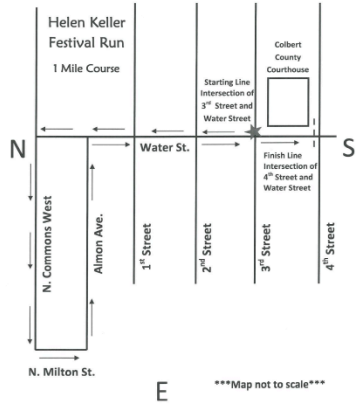 Helen Keller
Festival Run
1 Mile Course
Colbert
County
Courthouse
Starting Line
Intersection of
3rd Street and
Water Street
N
Water St.
S
Finish Line
Intersection of
4th Street and
Water Street
N. Commons West
Almon Ave.
1st Street
2nd Street
3rd Street
4th Street
N. Milton St.
E
***Map not to scale***